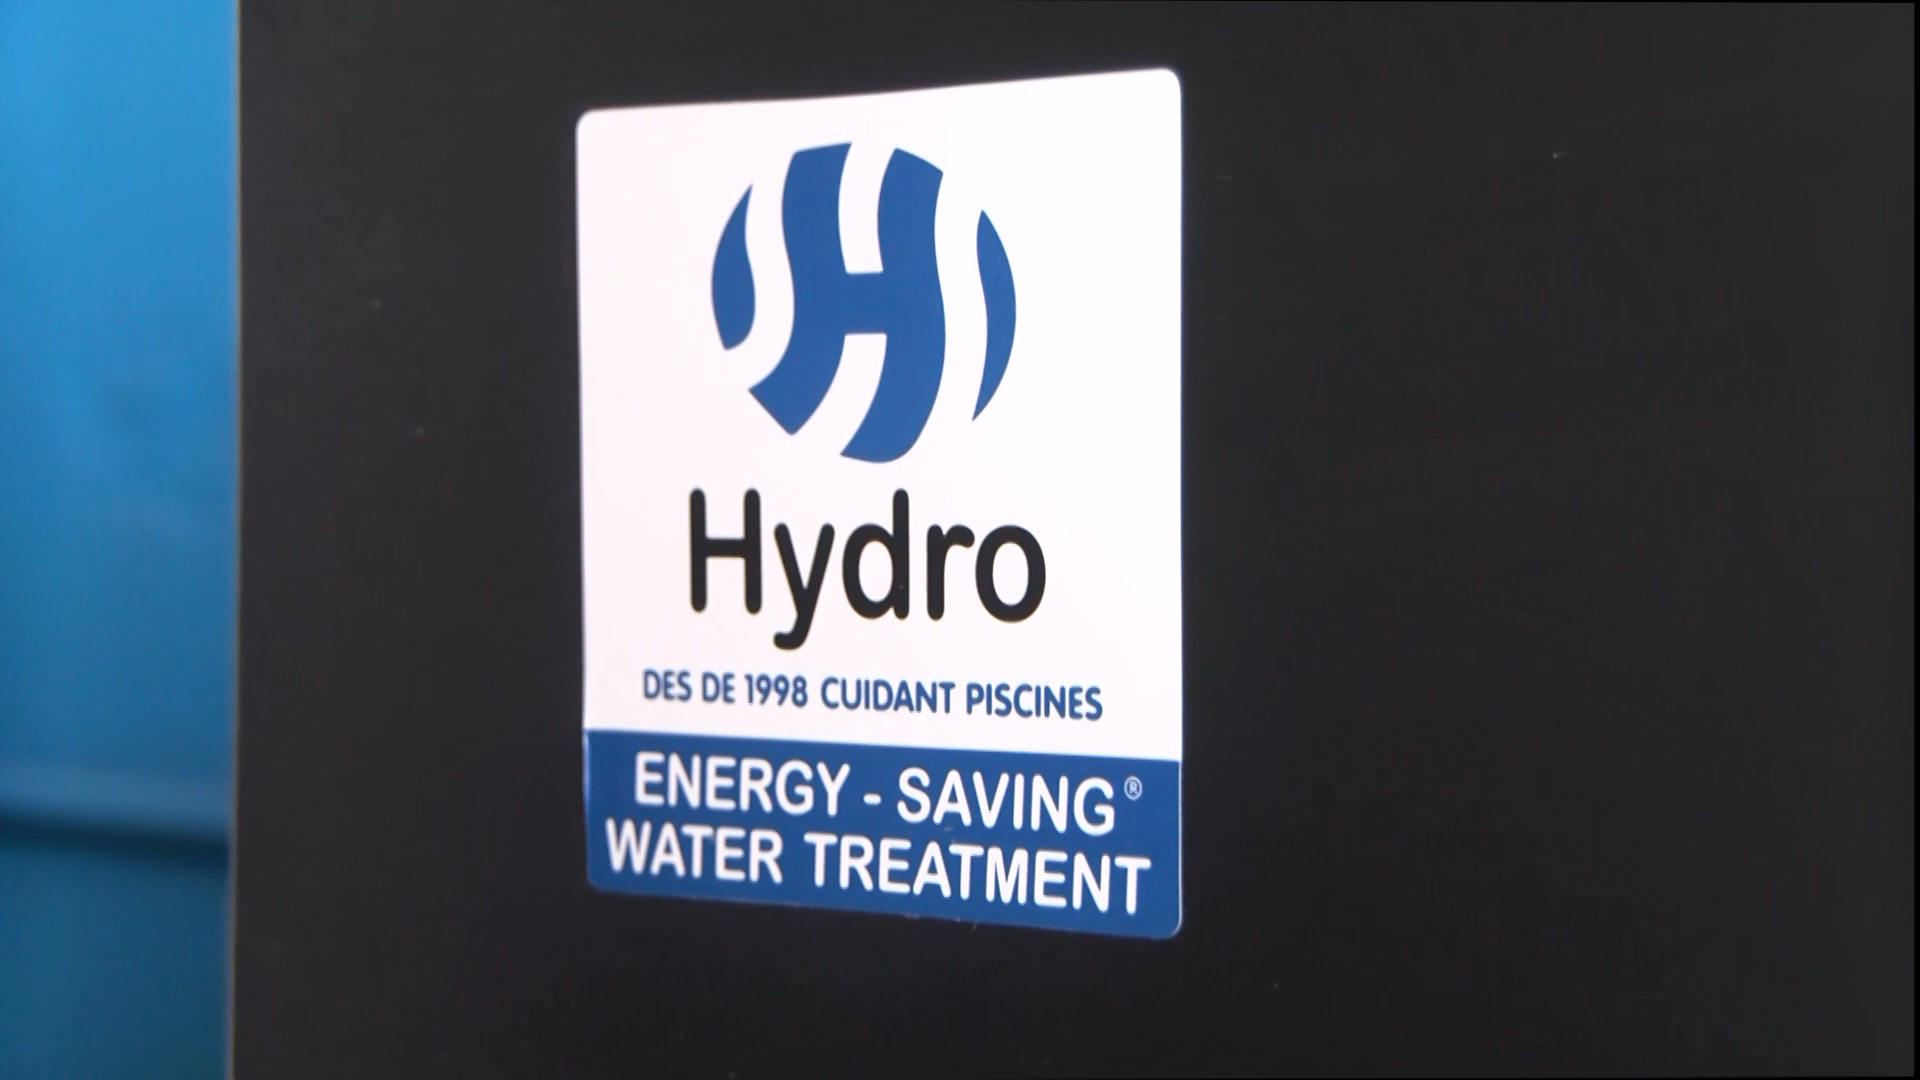 Hydro
DES DE 1998 CUIDANT PISCINES
ENERGY - SAVING®
WATER TREATMENT